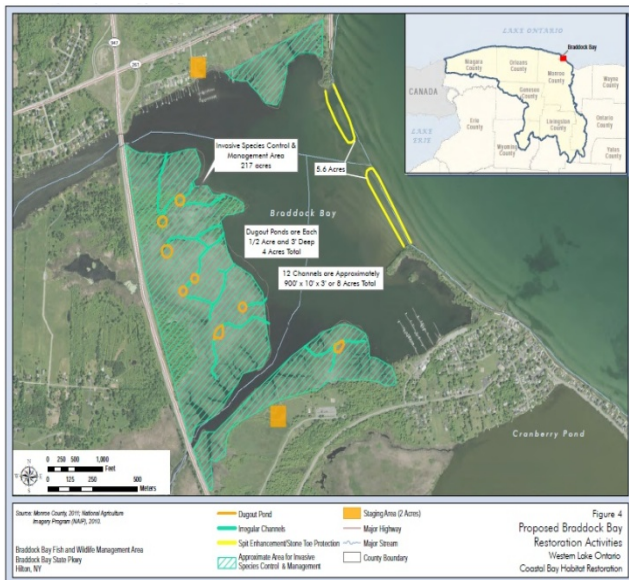 LAKE ONTARIO
Braddock Bay
Niagara
County
Orleans
County
Monroe
County
Wayne
County
Genesee
County
CANADA
Ontario
County
Livingston
County
Erie
County
LAKE
ERIE
Wyoming
County
Yates
County
Invasive Species Control &
Management Area
217 acres
5.6 Acres
Braddock Bay
Dugout Ponds are Each
1/2 Acre and 3' Deep
4 Acres Total
12 Channels are Approximately
900' x 10' x 3' or 8 Acres Total
Cranberry Pond
0 250 500 1,000
Feet
0 125 250 500
Meters
Source: Monroe County, 2011; National Agriculture
Imagery Program (NAIP), 2010.
Braddock Bay Fish and Wildlife Management Area
Braddock Bay State Pkwy
Hilton, NY
Dugout Pond
Irregular Channels
Spit Enhancement/Stone Toe Protection
Approximate Area for Invasive
Species Control & Management
Staging Area (2 Acres)
Major Highway
Major Stream
County Boundary
Figure 4
Proposed Braddock Bay
Restoration Activities
Western Lake Ontario
Coastal Bay Habitat Restoration